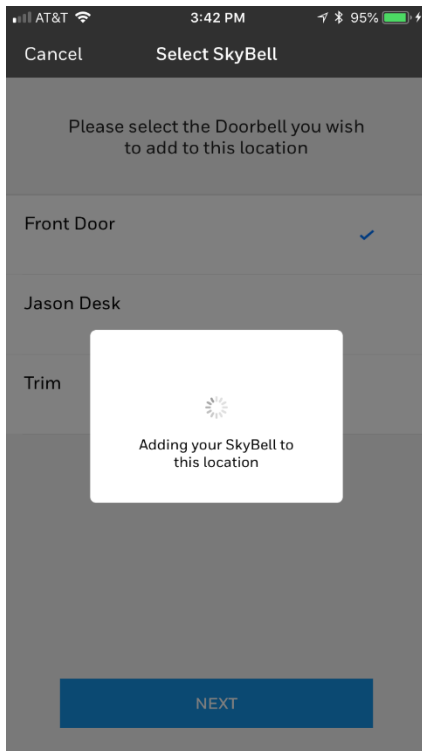 AT&T 3:42 PM 95%
Cancel Select SkyBell
Please select the Doorbell you wish
to add to this location
Front Door
Jason Desk
Trim
Adding your SkyBell to
this location
NEXT